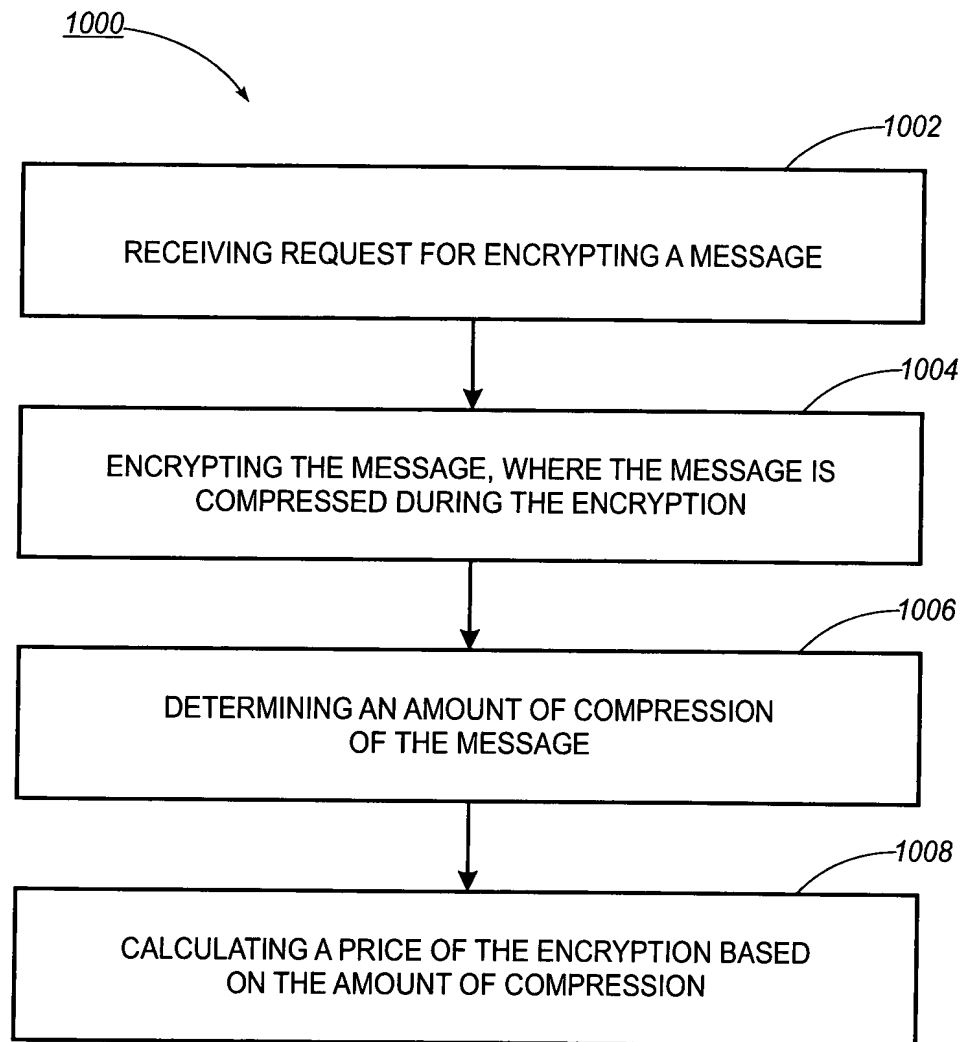 1000
1002
RECEIVING REQUEST FOR ENCRYPTING A MESSAGE
1004
ENCRYPTING THE MESSAGE, WHERE THE MESSAGE IS
COMPRESSED DURING THE ENCRYPTION
1006
DETERMINING AN AMOUNT OF COMPRESSION
OF THE MESSAGE
1008
CALCULATING A PRICE OF THE ENCRYPTION BASED
ON THE AMOUNT OF COMPRESSION